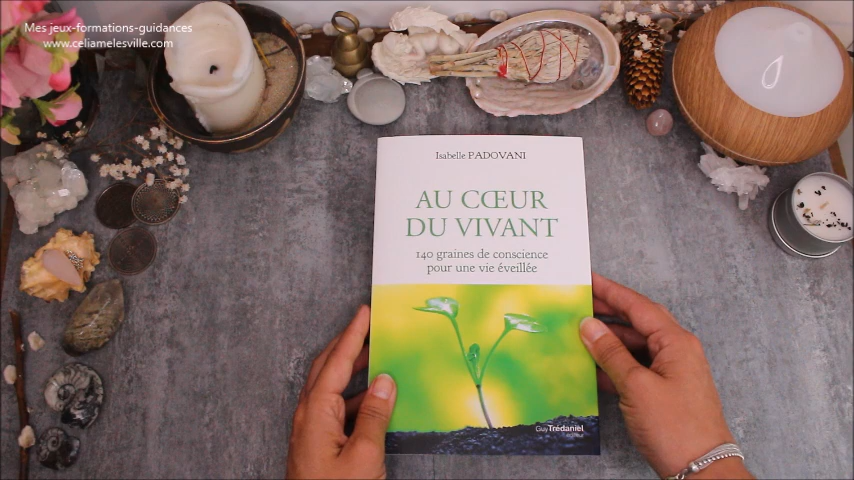 Mes jeux-formations-guidances
www.celiamelesville.com
Isabelle PADOVANI
AU CŒUR
DU VIVANT
140 graines de conscience
pour une vie éveillée
Guy Trédaniel